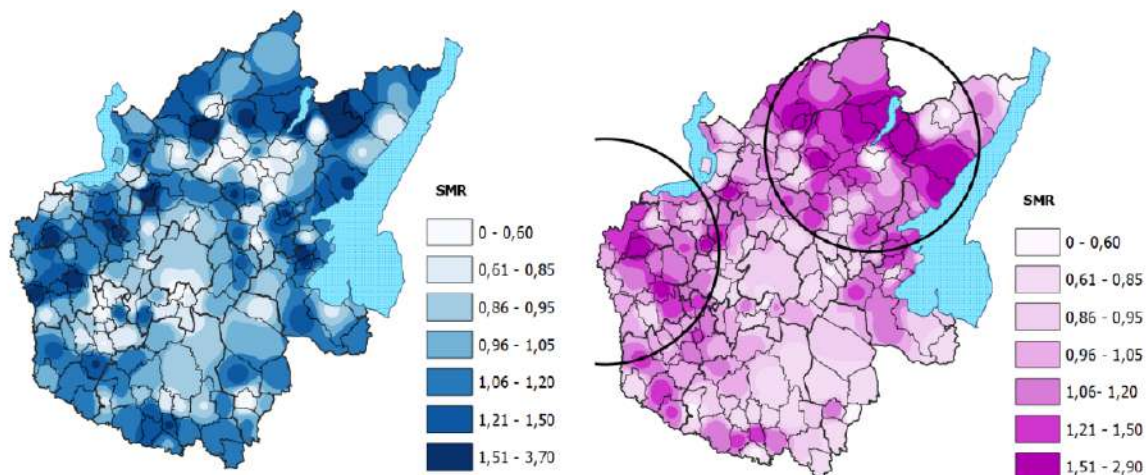 SMR
0 - 0,60
0,61 - 0,85
0,86 - 0,95
0,96 - 1,05
1,06 - 1,20
1,21 - 1,50
1,51 - 3,70
SMR
0 - 0,60
0,61 - 0,85
0,86 - 0,95
0,96 - 1,05
1,06- 1,20
1,21 - 1,50
1,51 - 2,90